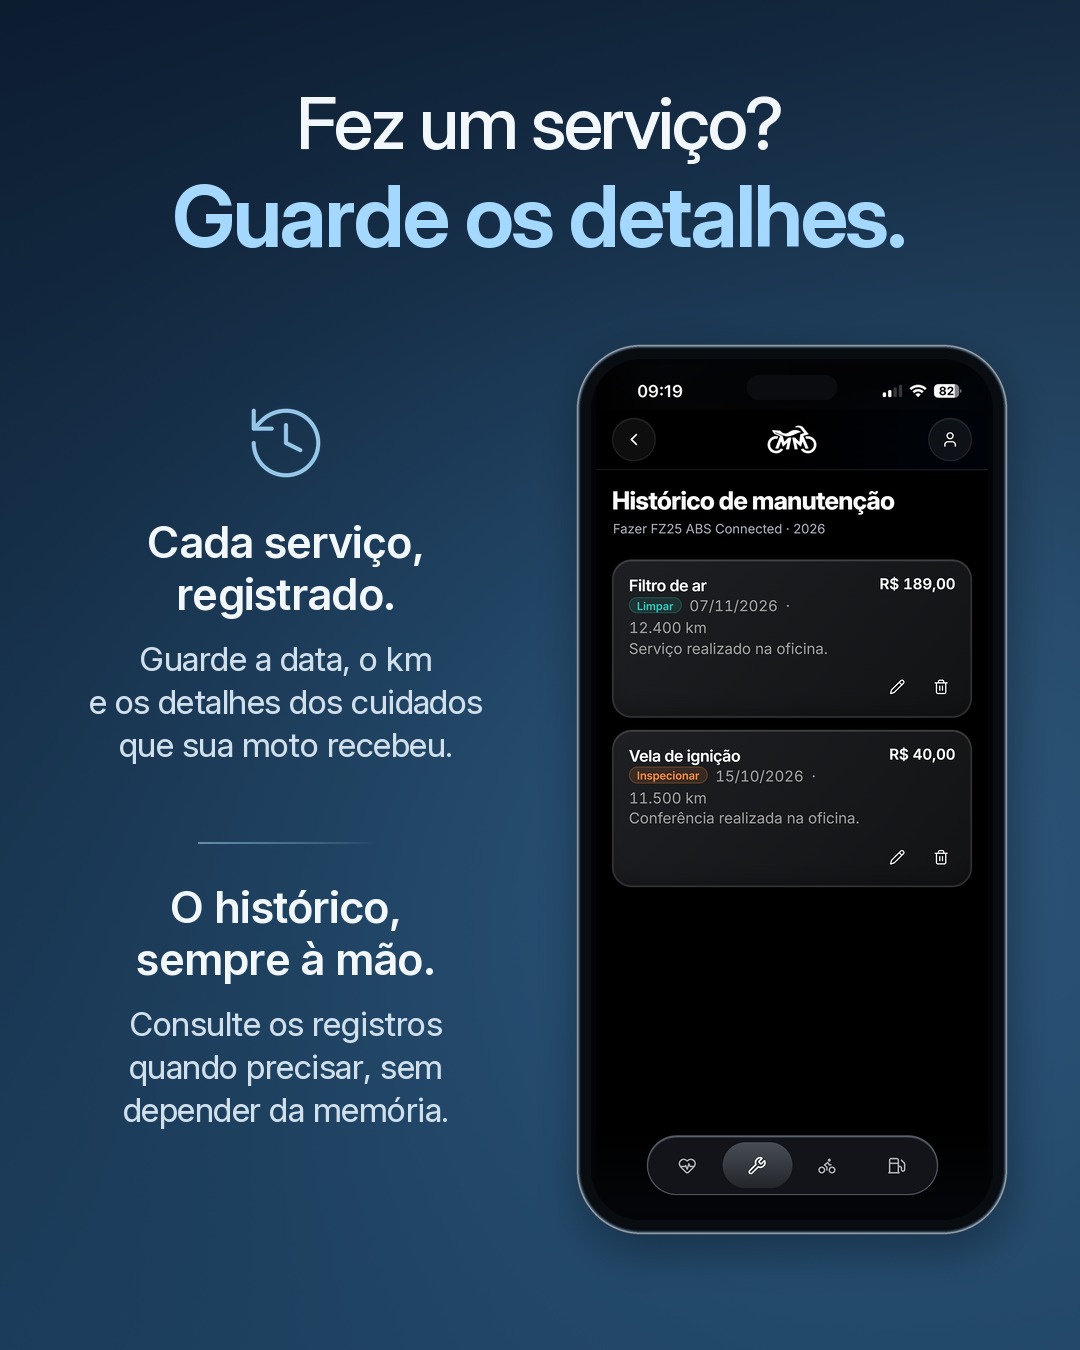 Fez um serviço?
Guarde os detalhes.
Cada serviço,
registrado.
Guarde a data, o km
e os detalhes dos cuidados
que sua moto recebeu.
O histórico,
sempre à mão.
Consulte os registros
quando precisar, sem
depender da memória.
09:19
82
MM
Histórico de manutenção
Fazer FZ25 ABS Connected · 2026
Filtro de ar
R$ 189,00
Limpar 07/11/2026 ·
12.400 km
Serviço realizado na oficina.
Vela de ignição
R$ 40,00
Inspecionar 15/10/2026 ·
11.500 km
Conferência realizada na oficina.